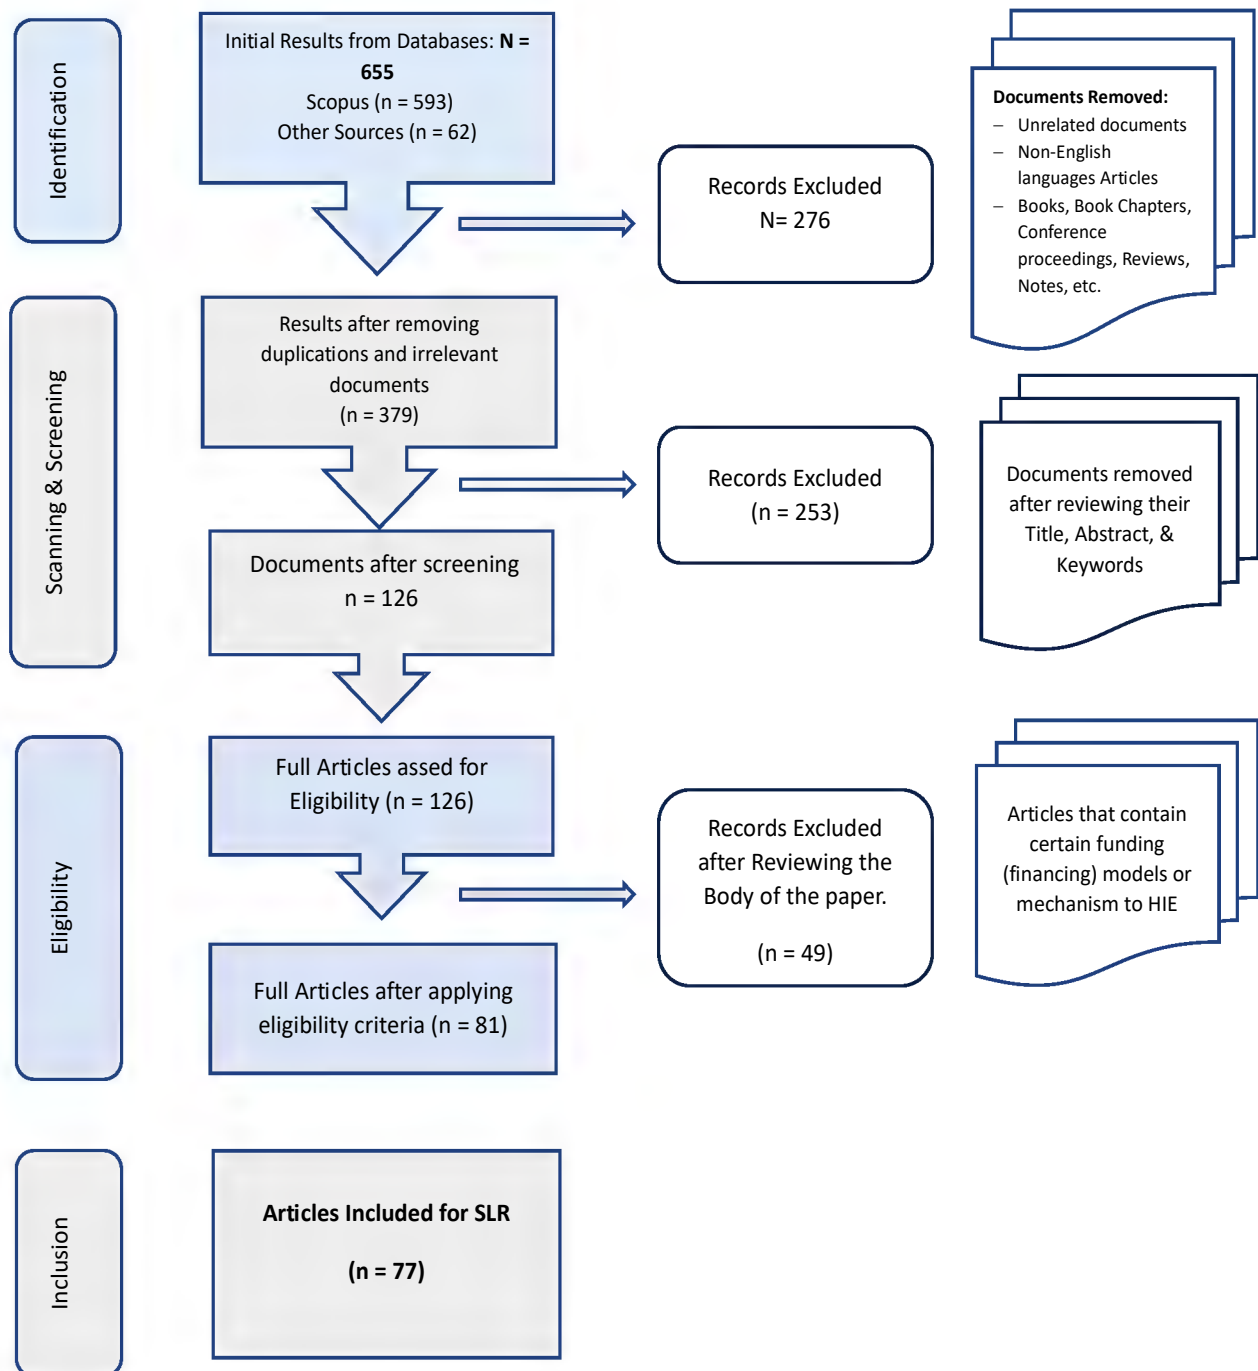 Identification
Initial Results from Databases: N =
655
Scopus (n = 593)
Other Sources (n = 62)
Records Excluded
N= 276
Documents Removed:
– Unrelated documents
– Non-English
languages Articles
– Books, Book Chapters,
Conference
proceedings, Reviews,
Notes, etc.
Scanning & Screening
Results after removing
duplications and irrelevant
documents
(n = 379)
Records Excluded
(n = 253)
Documents removed
after reviewing their
Title, Abstract, &
Keywords
Documents after screening
n = 126
Eligibility
Full Articles assed for
Eligibility (n = 126)
Records Excluded
after Reviewing the
Body of the paper.
(n = 49)
Articles that contain
certain funding
(financing) models or
mechanism to HIE
Full Articles after applying
eligibility criteria (n = 81)
Inclusion
Articles Included for SLR
(n = 77)